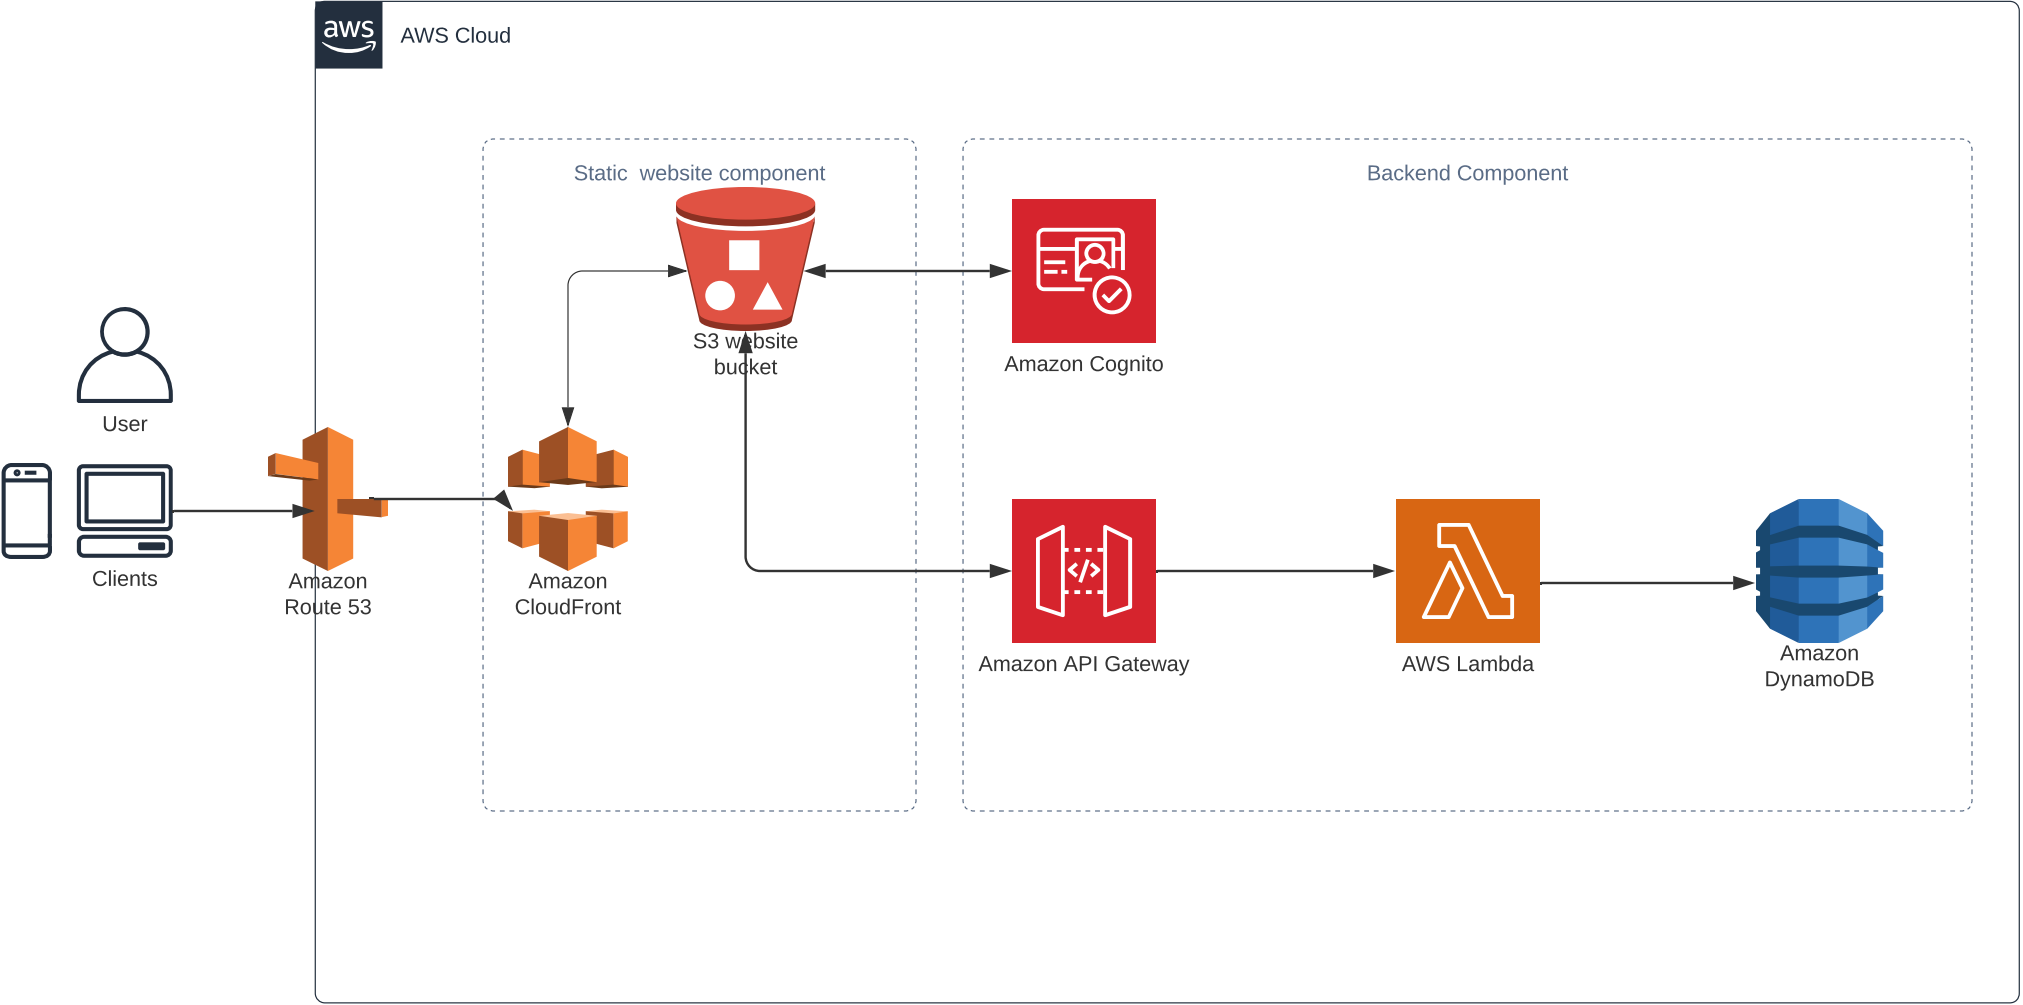 aws
AWS Cloud
Static website component
Backend Component
S3 website
bucket
Amazon Cognito
User
Clients
Amazon
Route 53
Amazon
CloudFront
Amazon API Gateway
AWS Lambda
Amazon
DynamoDB